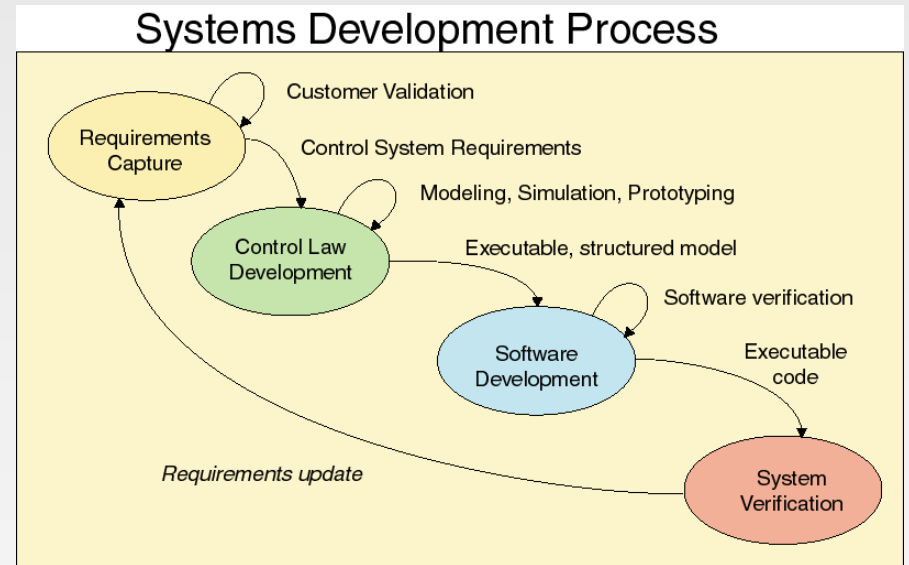 Systems Development Process
Customer Validation
Requirements
Capture
Control System Requirements
Modeling, Simulation, Prototyping
Control Law
Development
Executable, structured model
Software verification
Software
Development
Executable
code
Requirements update
System
Verification